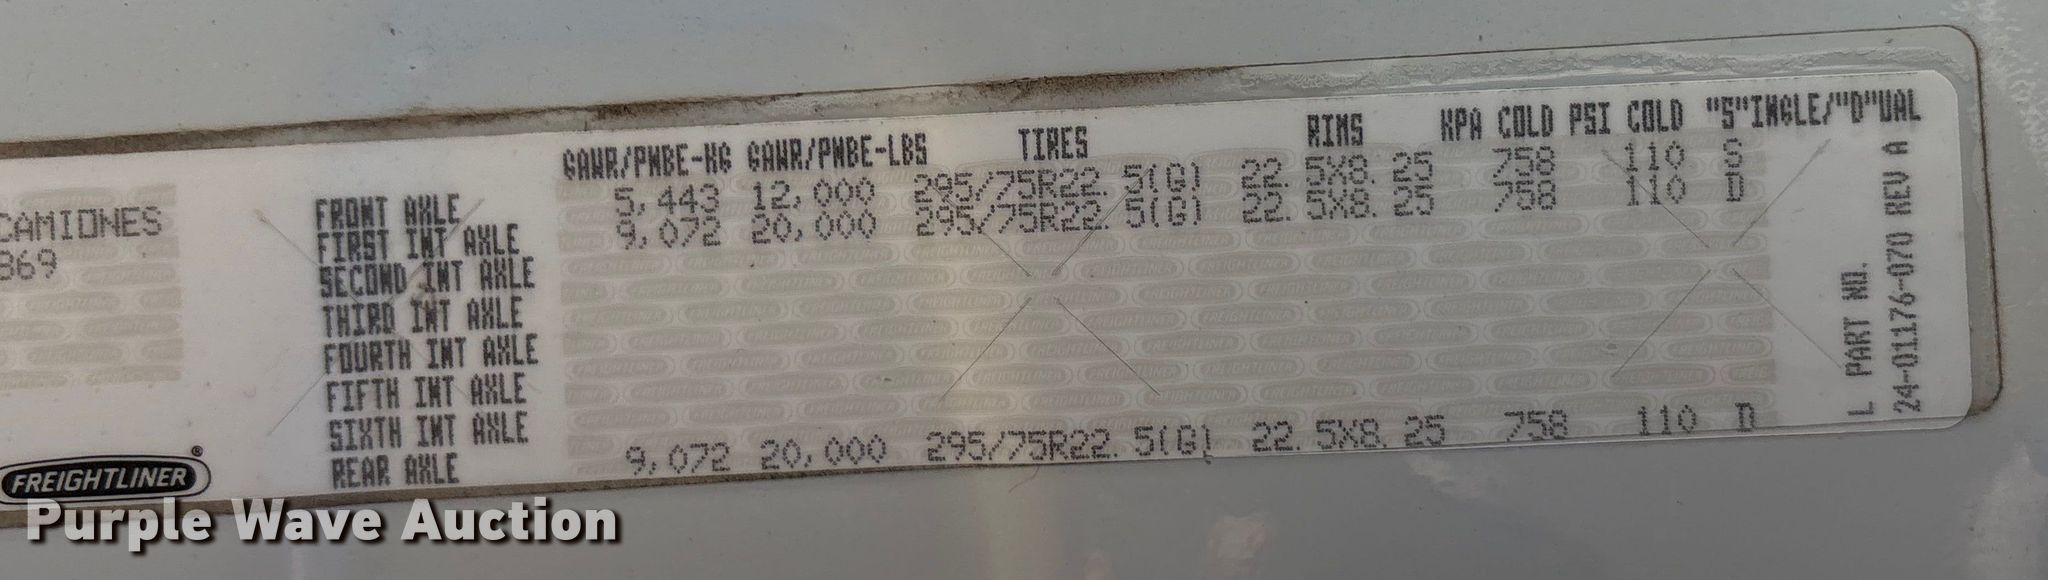 GAWR/PNBE-KG GAWR/PNBE-LBS TIRES RIMS KPA COLD PSI COLD "S"INGLE/"D"UAL
FRONT AXLE 5,443 12,000 295/75R22.5(G) 22.5X8.25 758 110 S
FIRST INT AXLE 9,072 20,000 295/75R22.5(G) 22.5X8.25 758 110 D
SECOND INT AXLE
THIRD INT AXLE
FOURTH INT AXLE
FIFTH INT AXLE
SIXTH INT AXLE
REAR AXLE 9,072 20,000 295/75R22.5(G) 22.5X8.25 758 110 D
CAMIONES
869
L PART NO.
24-01176-070 REV A
FREIGHTLINER®
Purple Wave Auction